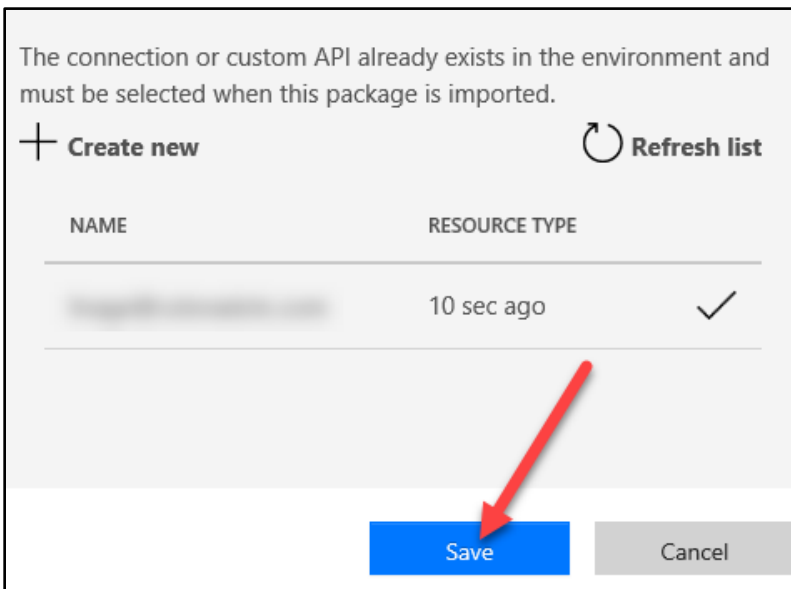 The connection or custom API already exists in the environment and
must be selected when this package is imported.
Create new
Refresh list
NAME RESOURCE TYPE
10 sec ago
Save Cancel